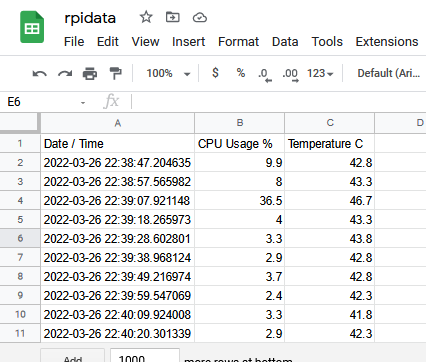 rpidata
File Edit View Insert Format Data Tools Extensions
100% $ % .0 .00 123 Default (Ari...
E6 fx
A B C D
1 Date / Time CPU Usage % Temperature C
2 2022-03-26 22:38:47.204635 9.9 42.8
3 2022-03-26 22:38:57.565982 8 43.3
4 2022-03-26 22:39:07.921148 36.5 46.7
5 2022-03-26 22:39:18.265973 4 43.3
6 2022-03-26 22:39:28.602801 3.3 43.8
7 2022-03-26 22:39:38.968124 2.9 42.8
8 2022-03-26 22:39:49.216974 3.7 42.8
9 2022-03-26 22:39:59.547069 2.4 42.3
10 2022-03-26 22:40:09.924008 3.3 41.8
11 2022-03-26 22:40:20.301339 2.9 42.3
Add 1000 more rows at bottom